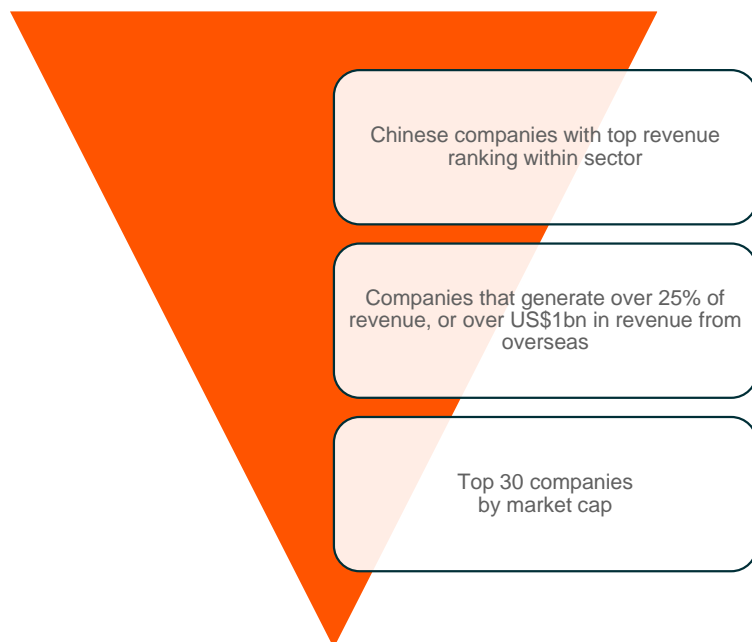 Chinese companies with top revenue
ranking within sector
Companies that generate over 25% of
revenue, or over US$1bn in revenue from
overseas
Top 30 companies
by market cap